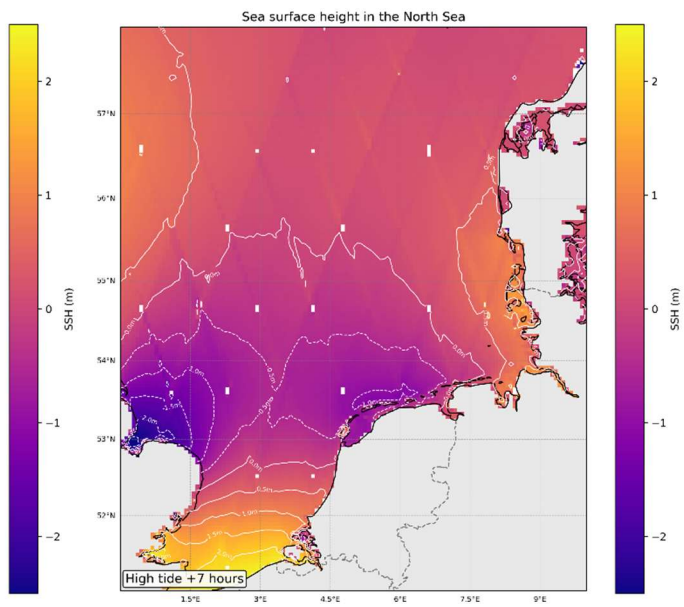 Sea surface height in the North Sea
2
1
0
−1
−2
SSH (m)
57°N
56°N
55°N
54°N
53°N
52°N
0.0m
High tide +7 hours
1.5°E
3°E
4.5°E
6°E
7.5°E
9°E
2
1
0
−1
−2
SSH (m)